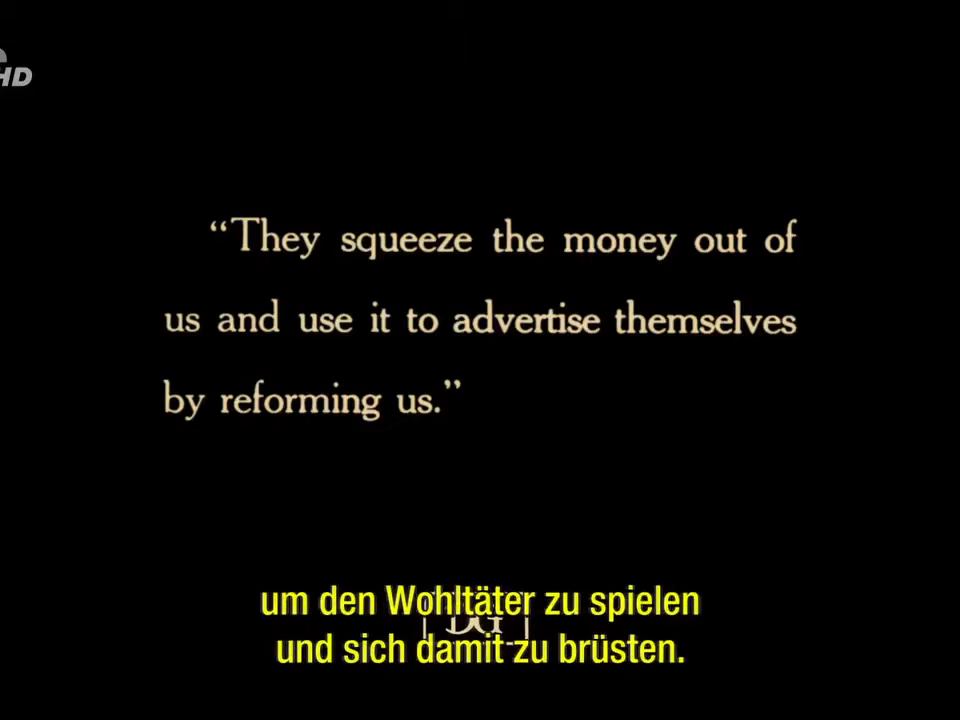 HD
“They squeeze the money out of
us and use it to advertise themselves
by reforming us.”
um den Wohltäter zu spielen
DG
und sich damit zu brüsten.